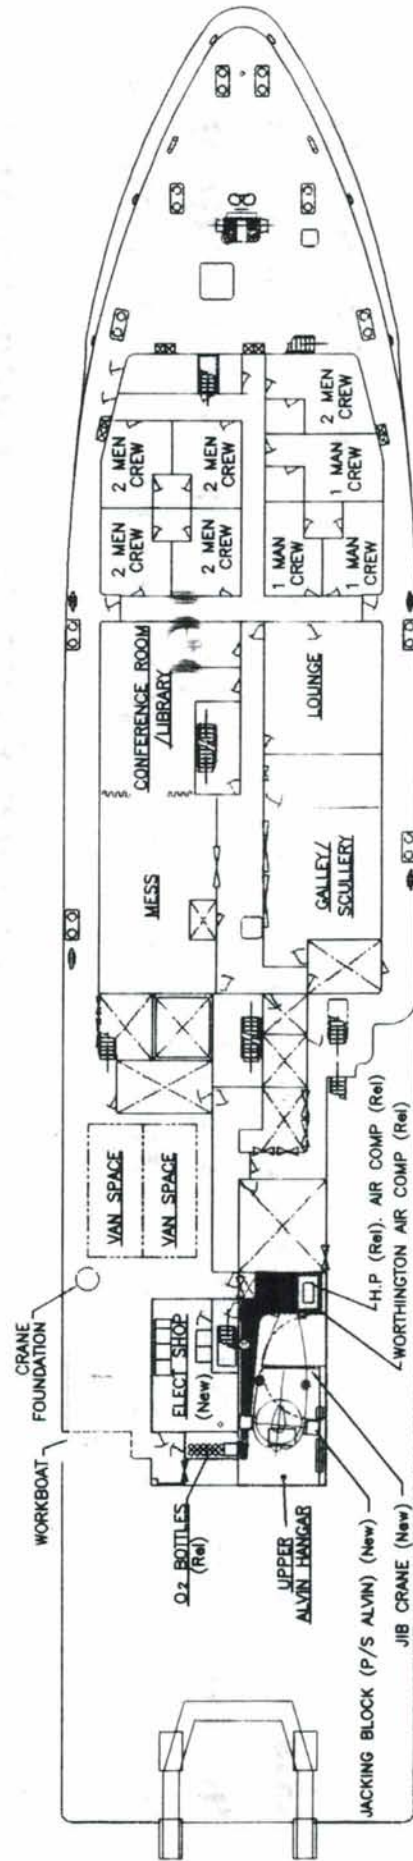 2 MEN
CREW
2 MEN
CREW
2 MEN
CREW
2 MEN
CREW
2 MEN
CREW
1 MAN
CREW
1 MAN
CREW
1 MAN
CREW
CONFERENCE ROOM
/LIBRARY
LOUNGE
MESS
GALLEY/
SCULLERY
VAN SPACE
VAN SPACE
CRANE
FOUNDATION
WORKBOAT
ELECT SHOP
(New)
O2 BOTTLES
(Rel)
UPPER
ALVIN HANGAR
H.P (Rel). AIR COMP (Rel)
WORTHINGTON AIR COMP (Rel)
JACKING BLOCK (P/S ALVIN) (New)
JIB CRANE (New)